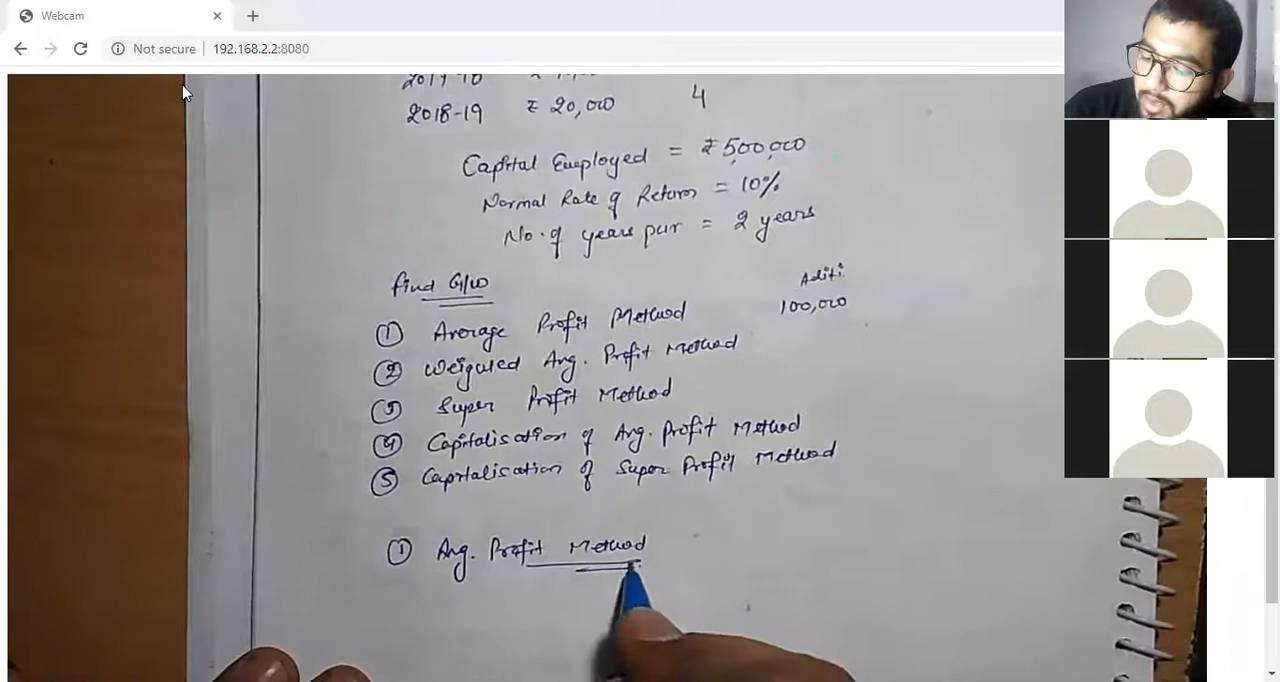 Webcam
Not secure 192.168.2.2:8080
2018-19 ₹ 20,000 4
Capital Employed = ₹ 5,00,000
Normal Rate of Return = 10%
No. of years pur = 2 years
Find G/W
Aditi
100,000
① Average Profit Method
② Weighted Avg. Profit Method
③ Super Profit Method
④ Capitalisation of Avg. Profit Method
⑤ Capitalisation of Super Profit Method
① Avg. Profit Method